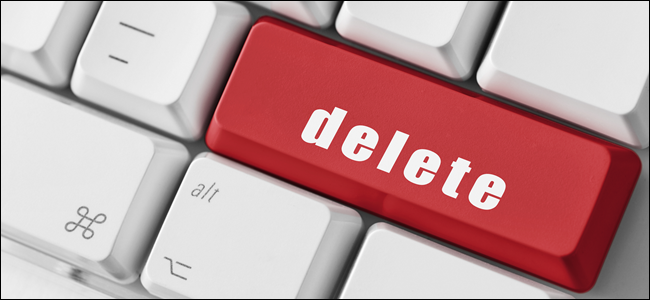 — –
delete
alt
⌘
⌥